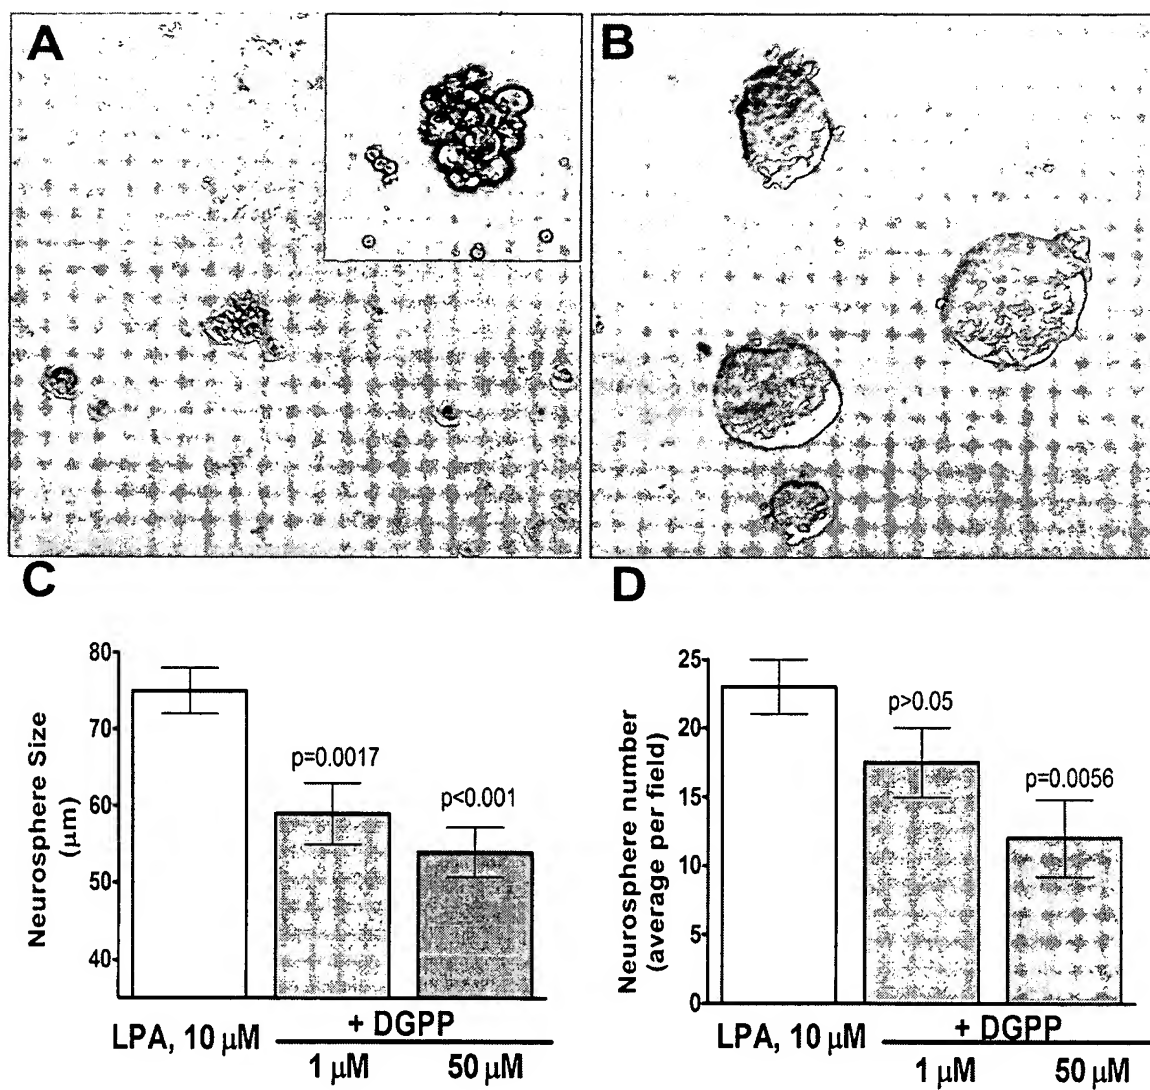 A
B
C
D
Neurosphere Size
(μm)
80
70
60
50
40
p=0.0017
p<0.001
LPA, 10 μM
+ DGPP
1 μM
50 μM
Neurosphere number
(average per field)
25
20
15
10
5
0
p>0.05
p=0.0056
LPA, 10 μM
+ DGPP
1 μM
50 μM